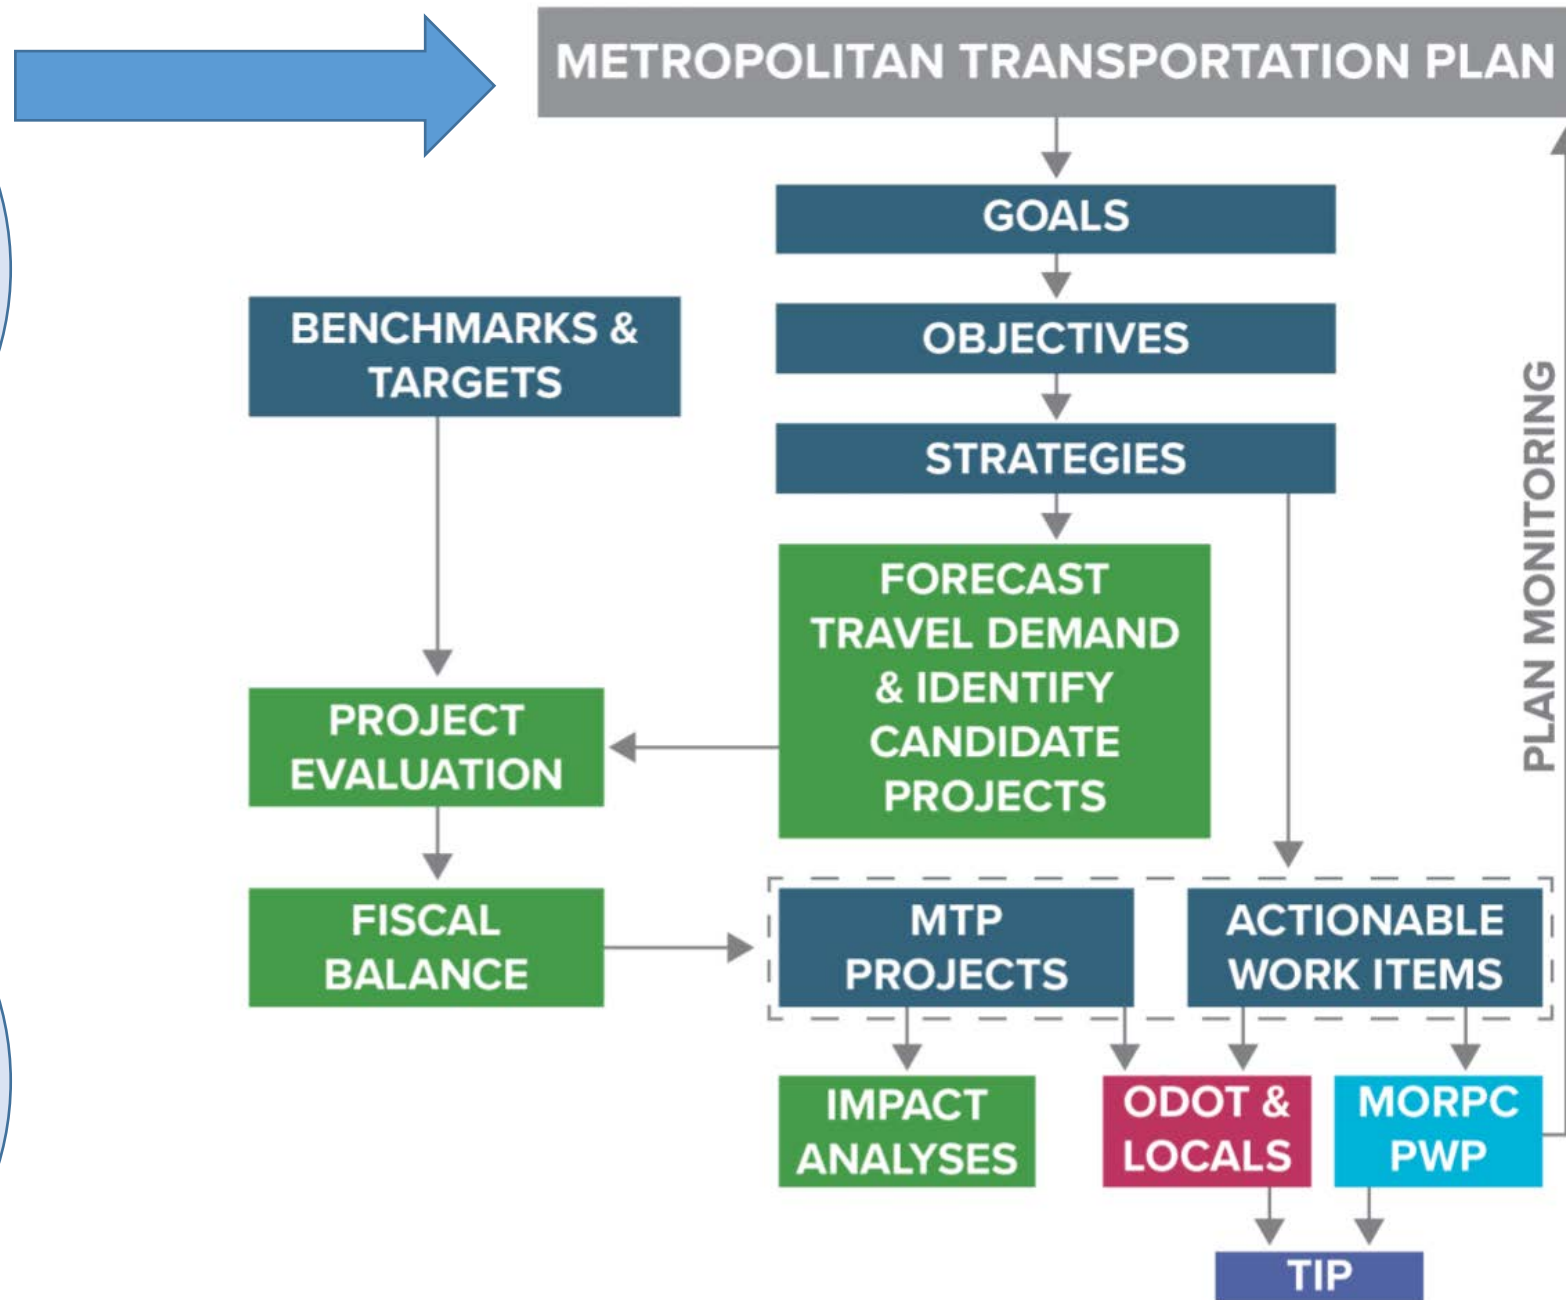 METROPOLITAN TRANSPORTATION PLAN
GOALS
BENCHMARKS &
TARGETS
OBJECTIVES
STRATEGIES
PLAN MONITORING
FORECAST
TRAVEL DEMAND
& IDENTIFY
CANDIDATE
PROJECTS
PROJECT
EVALUATION
FISCAL
BALANCE
MTP
PROJECTS
ACTIONABLE
WORK ITEMS
IMPACT
ANALYSES
ODOT &
LOCALS
MORPC
PWP
TIP